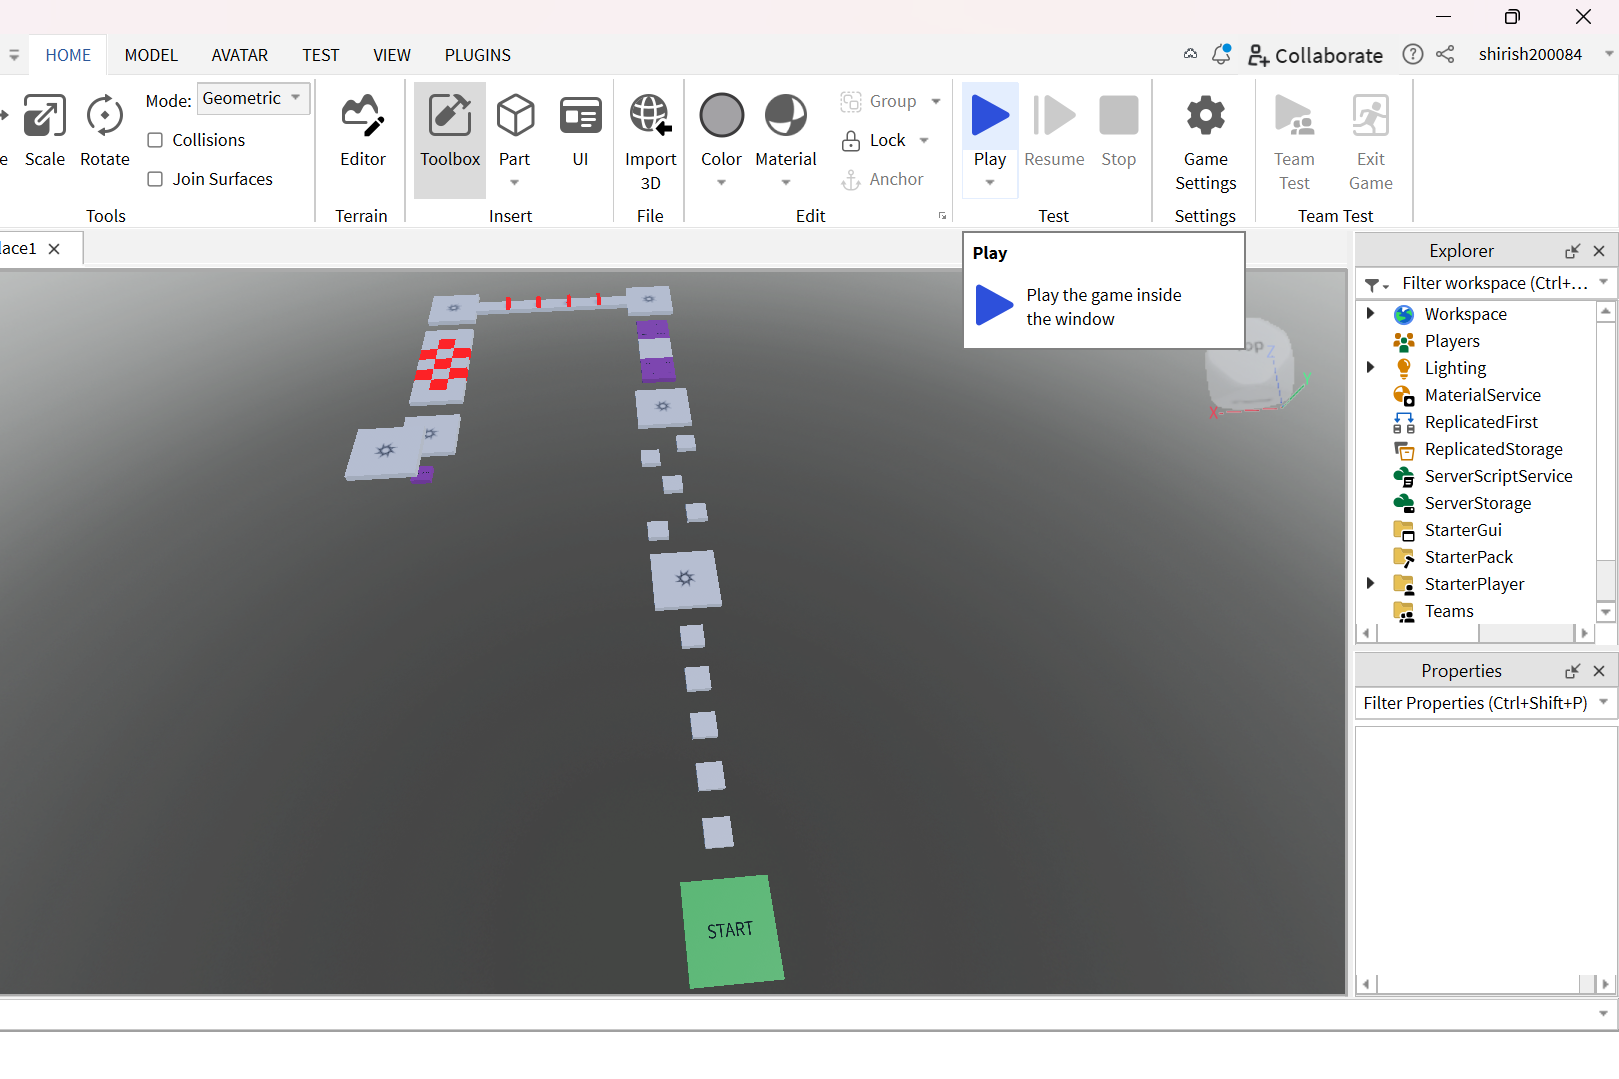 HOME MODEL AVATAR TEST VIEW PLUGINS
Collaborate shirish200084
Mode: Geometric
Collisions
Join Surfaces
e Scale Rotate
Tools
Editor
Terrain
Toolbox Part UI
Insert
Import
3D
File
Color Material
Group
Lock
Anchor
Edit
Play Resume Stop
Test
Game
Settings
Settings
Team
Test
Exit
Game
Team Test
lace1
Play
Play the game inside
the window
Z
Y
X
START
Explorer
Filter workspace (Ctrl+...
Workspace
Players
Lighting
MaterialService
ReplicatedFirst
ReplicatedStorage
ServerScriptService
ServerStorage
StarterGui
StarterPack
StarterPlayer
Teams
Properties
Filter Properties (Ctrl+Shift+P)